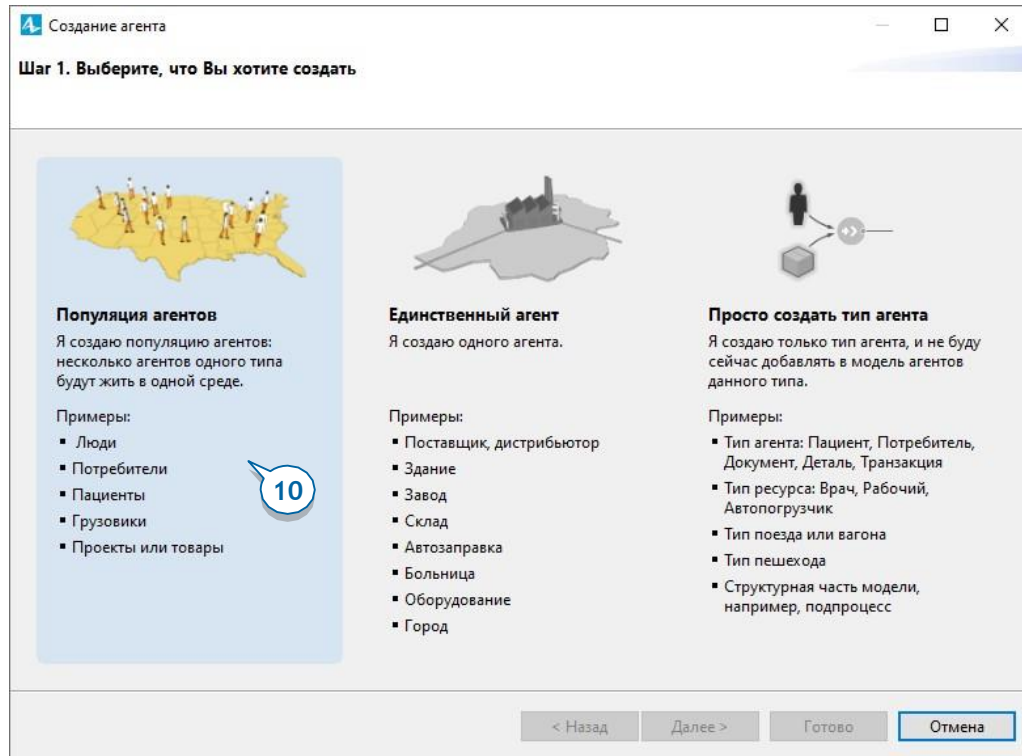 Создание агента
Шаг 1. Выберите, что Вы хотите создать
Популяция агентов
Я создаю популяцию агентов:
несколько агентов одного типа
будут жить в одной среде.
Примеры:
▪ Люди
▪ Потребители
▪ Пациенты
▪ Грузовики
▪ Проекты или товары
10
Единственный агент
Я создаю одного агента.
Примеры:
▪ Поставщик, дистрибьютор
▪ Здание
▪ Завод
▪ Склад
▪ Автозаправка
▪ Больница
▪ Оборудование
▪ Город
Просто создать тип агента
Я создаю только тип агента, и не буду
сейчас добавлять в модель агентов
данного типа.
Примеры:
▪ Тип агента: Пациент, Потребитель,
Документ, Деталь, Транзакция
▪ Тип ресурса: Врач, Рабочий,
Автопогрузчик
▪ Тип поезда или вагона
▪ Тип пешехода
▪ Структурная часть модели,
например, подпроцесс
< Назад
Далее >
Готово
Отмена